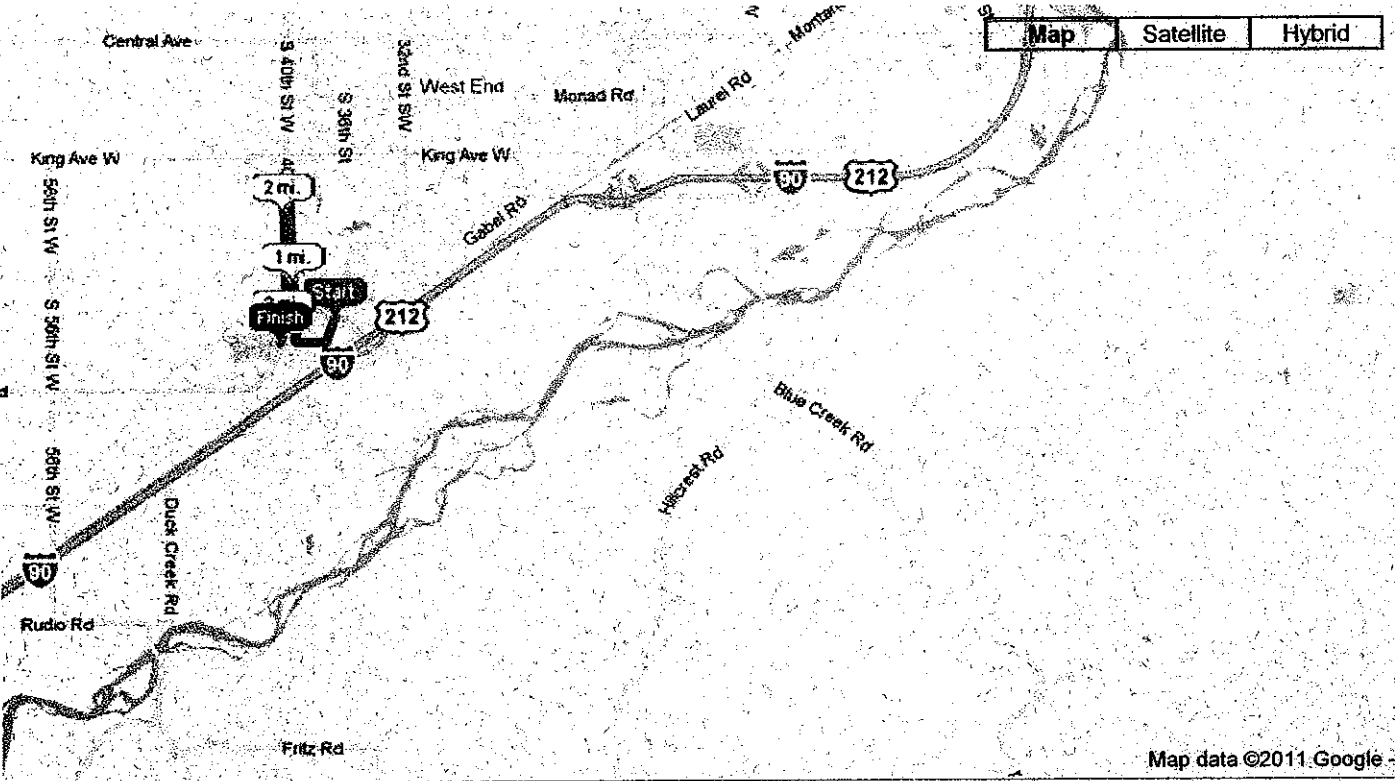 Central Ave
S 40th St W
S 36th St
32nd St SW
West End
Monad Rd
Laurel Rd
Map
Satellite
Hybrid
King Ave W
King Ave W
56th St W
2 mi.
Gabel Rd
90
212
1 mi.
Start
Finish
S 56th St W
212
90
Blue Creek Rd
Hillcrest Rd
56th St W
Duck Creek Rd
90
Rudio Rd
Fritz Rd
Map data ©2011 Google